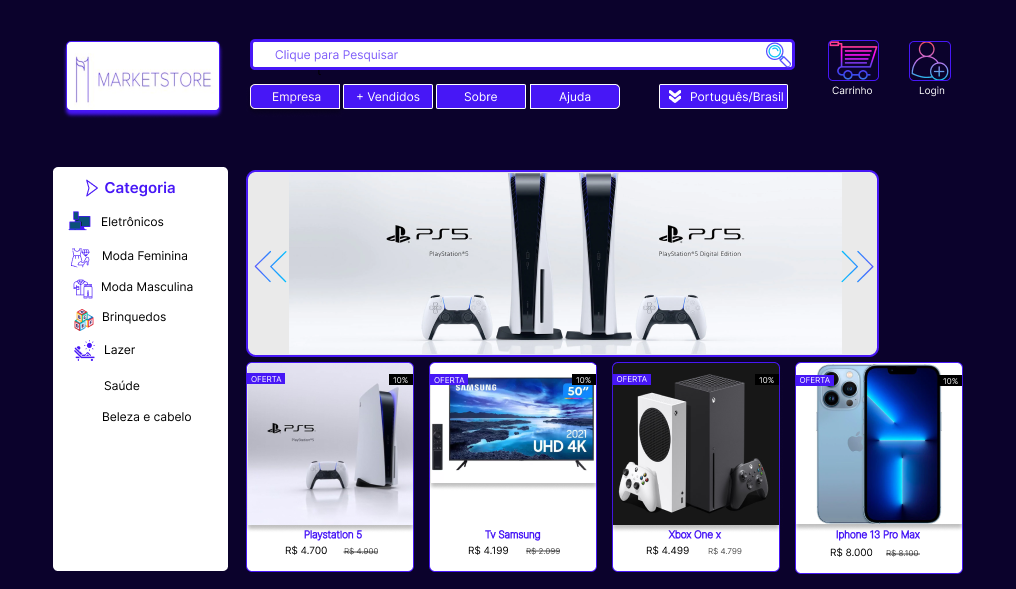 MARKETSTORE
Clique para Pesquisar
Empresa
+ Vendidos
Sobre
Ajuda
Português/Brasil
Carrinho
Login
Categoria
Eletrônicos
Moda Feminina
Moda Masculina
Brinquedos
Lazer
Saúde
Beleza e cabelo
PS5
PlayStation®5
PS5
PlayStation®5 Digital Edition
OFERTA
10%
PS5
PlayStation®5
Playstation 5
R$ 4.700 R$ 4.900
OFERTA
10%
SAMSUNG
50”
2021
UHD 4K
Tv Samsung
R$ 4.199 R$ 2.099
OFERTA
10%
Xbox One x
R$ 4.499 R$ 4.799
OFERTA
10%
Iphone 13 Pro Max
R$ 8.000 R$ 8.100